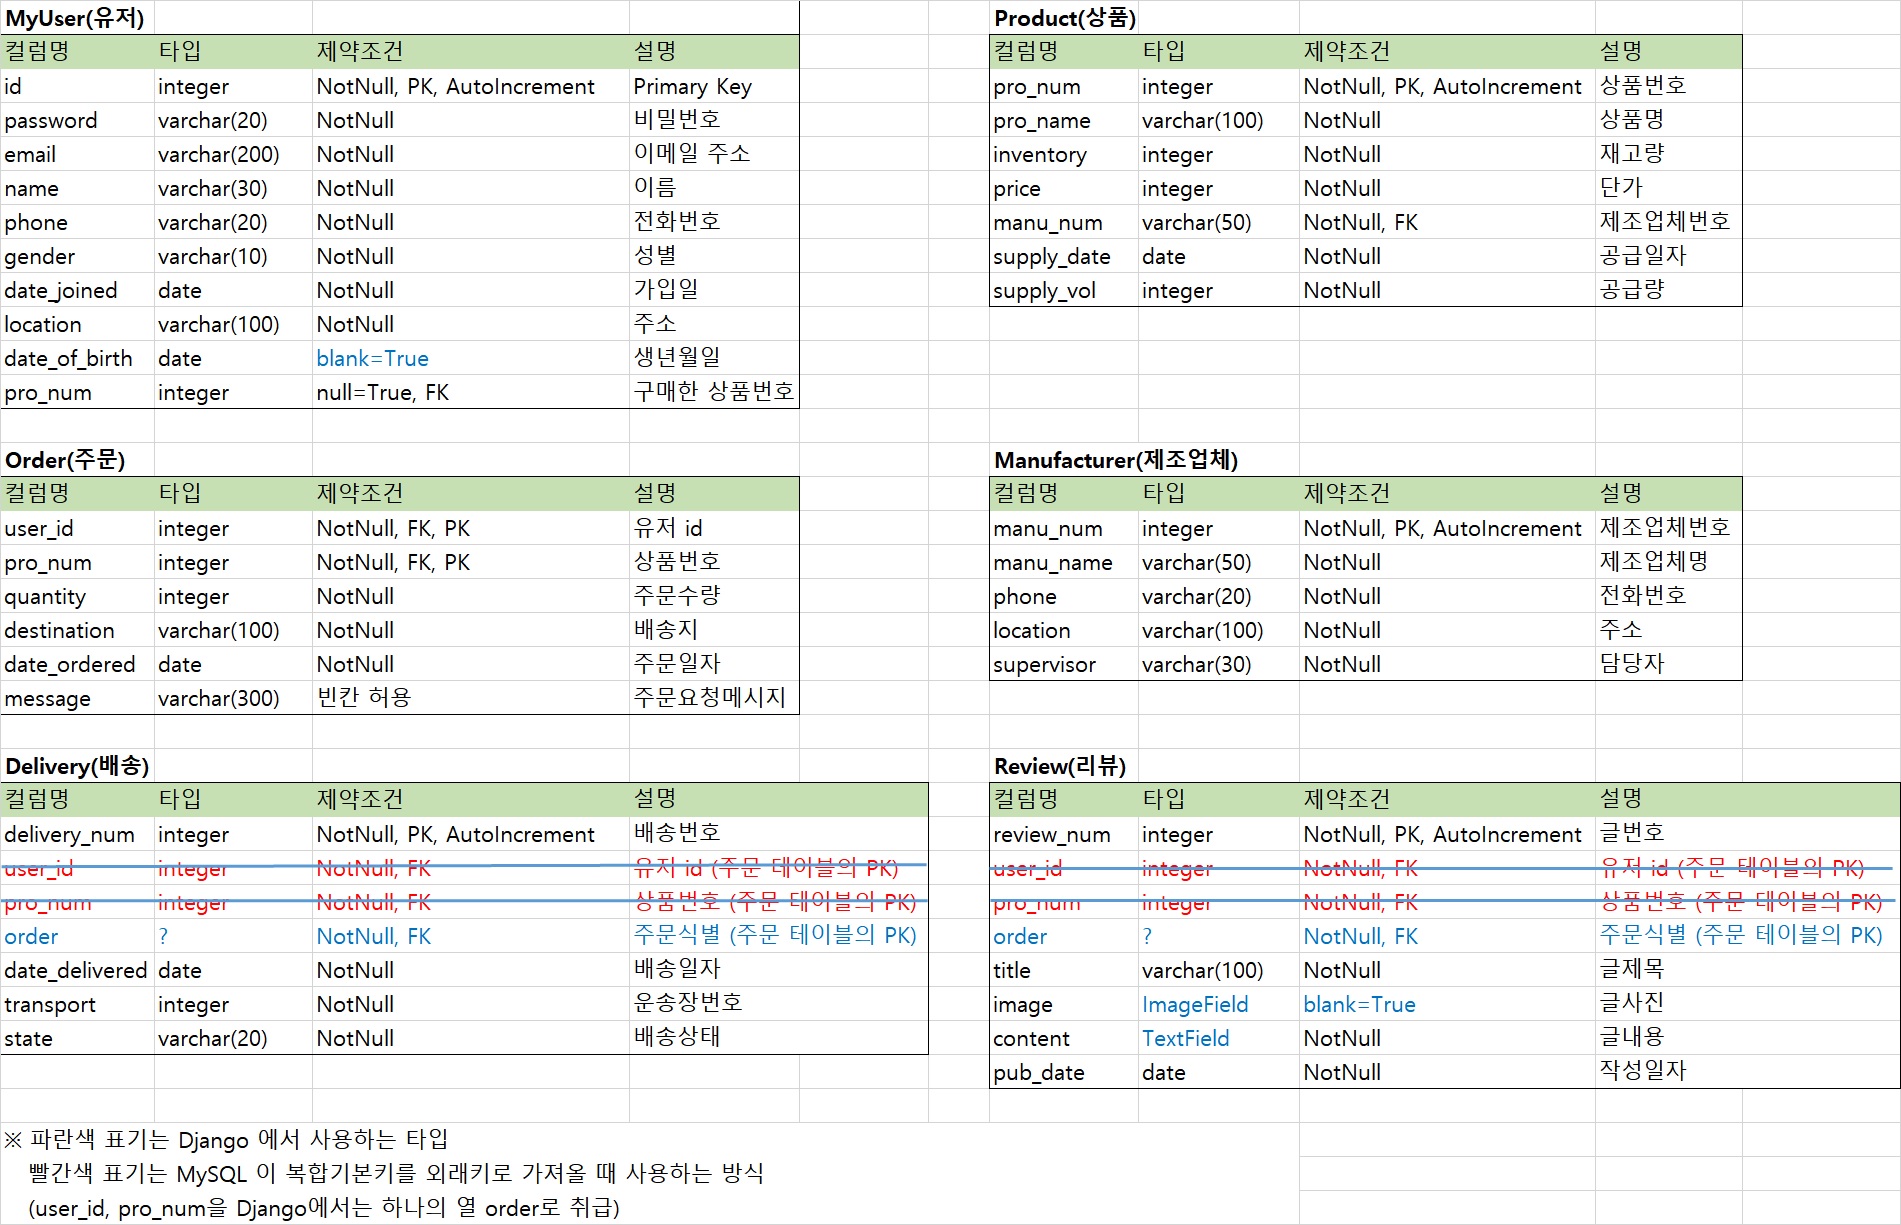 MyUser(유저)
컬럼명 타입 제약조건 설명
id integer NotNull, PK, AutoIncrement Primary Key
password varchar(20) NotNull 비밀번호
email varchar(200) NotNull 이메일 주소
name varchar(30) NotNull 이름
phone varchar(20) NotNull 전화번호
gender varchar(10) NotNull 성별
date_joined date NotNull 가입일
location varchar(100) NotNull 주소
date_of_birth date blank=True 생년월일
pro_num integer null=True, FK 구매한 상품번호
Product(상품)
컬럼명 타입 제약조건 설명
pro_num integer NotNull, PK, AutoIncrement 상품번호
pro_name varchar(100) NotNull 상품명
inventory integer NotNull 재고량
price integer NotNull 단가
manu_num varchar(50) NotNull, FK 제조업체번호
supply_date date NotNull 공급일자
supply_vol integer NotNull 공급량
Order(주문)
컬럼명 타입 제약조건 설명
user_id integer NotNull, FK, PK 유저 id
pro_num integer NotNull, FK, PK 상품번호
quantity integer NotNull 주문수량
destination varchar(100) NotNull 배송지
date_ordered date NotNull 주문일자
message varchar(300) 빈칸 허용 주문요청메시지
Manufacturer(제조업체)
컬럼명 타입 제약조건 설명
manu_num integer NotNull, PK, AutoIncrement 제조업체번호
manu_name varchar(50) NotNull 제조업체명
phone varchar(20) NotNull 전화번호
location varchar(100) NotNull 주소
supervisor varchar(30) NotNull 담당자
Delivery(배송)
컬럼명 타입 제약조건 설명
delivery_num integer NotNull, PK, AutoIncrement 배송번호
user_id integer NotNull, FK 유저 id (주문 테이블의 PK)
pro_num integer NotNull, FK 상품번호 (주문 테이블의 PK)
order ? NotNull, FK 주문식별 (주문 테이블의 PK)
date_delivered date NotNull 배송일자
transport integer NotNull 운송장번호
state varchar(20) NotNull 배송상태
Review(리뷰)
컬럼명 타입 제약조건 설명
review_num integer NotNull, PK, AutoIncrement 글번호
user_id integer NotNull, FK 유저 id (주문 테이블의 PK)
pro_num integer NotNull, FK 상품번호 (주문 테이블의 PK)
order ? NotNull, FK 주문식별 (주문 테이블의 PK)
title varchar(100) NotNull 글제목
image ImageField blank=True 글사진
content TextField NotNull 글내용
pub_date date NotNull 작성일자
※ 파란색 표기는 Django 에서 사용하는 타입
빨간색 표기는 MySQL 이 복합기본키를 외래키로 가져올 때 사용하는 방식
(user_id, pro_num을 Django에서는 하나의 열 order로 취급)